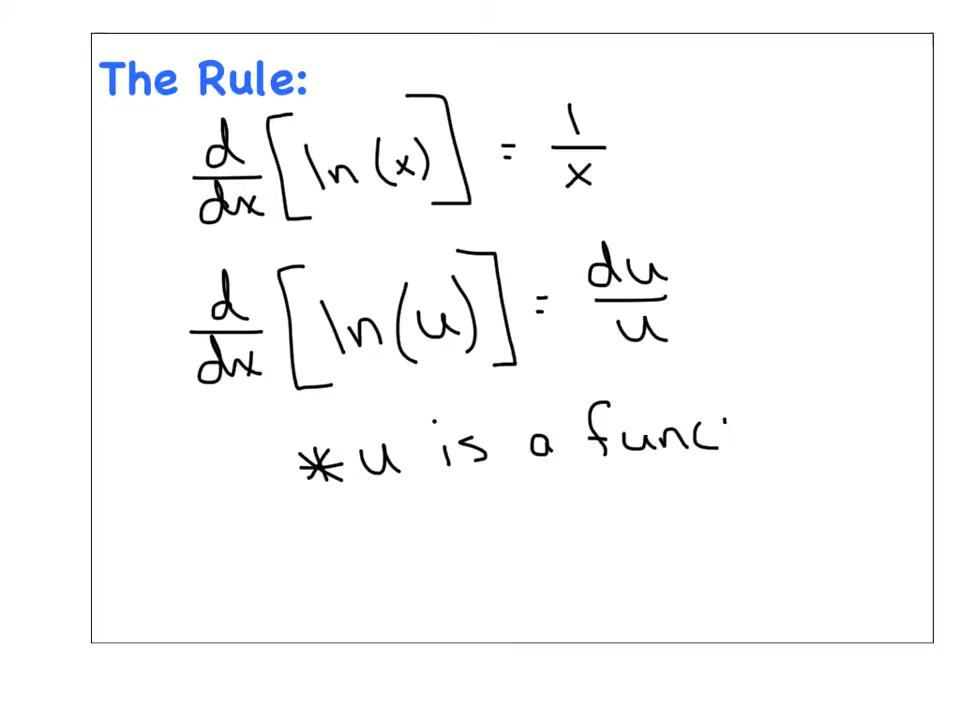 The Rule:
d/dx [ln(x)] = 1/x
d/dx [ln(u)] = du/u
*u is a func